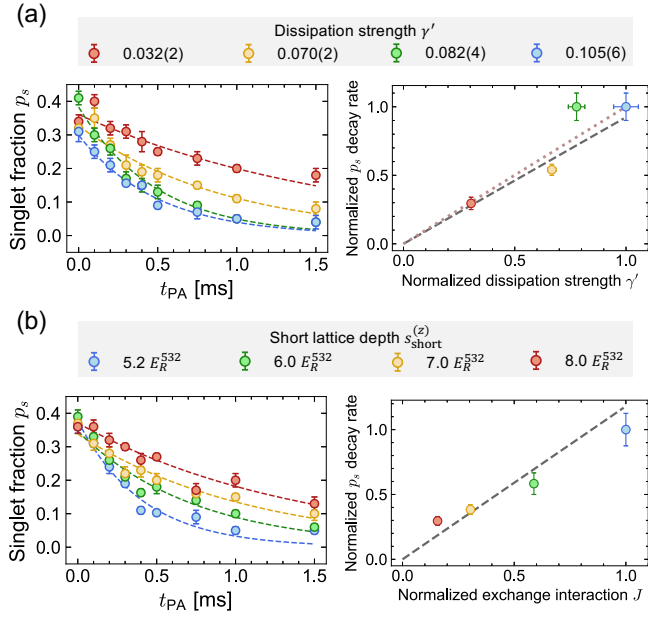 (a)
Dissipation strength γ′
0.032(2) 0.070(2) 0.082(4) 0.105(6)
Singlet fraction pₛ
0.4
0.3
0.2
0.1
0.0
0.0 0.5 1.0 1.5
t_PA [ms]
Normalized pₛ decay rate
1.0
0.5
0.0
0.0 0.5 1.0
Normalized dissipation strength γ′
(b)
Short lattice depth s_short^(z)
5.2 E_R^532 6.0 E_R^532 7.0 E_R^532 8.0 E_R^532
Singlet fraction pₛ
0.4
0.3
0.2
0.1
0.0
0.0 0.5 1.0 1.5
t_PA [ms]
Normalized pₛ decay rate
1.0
0.5
0.0
0.0 0.5 1.0
Normalized exchange interaction J